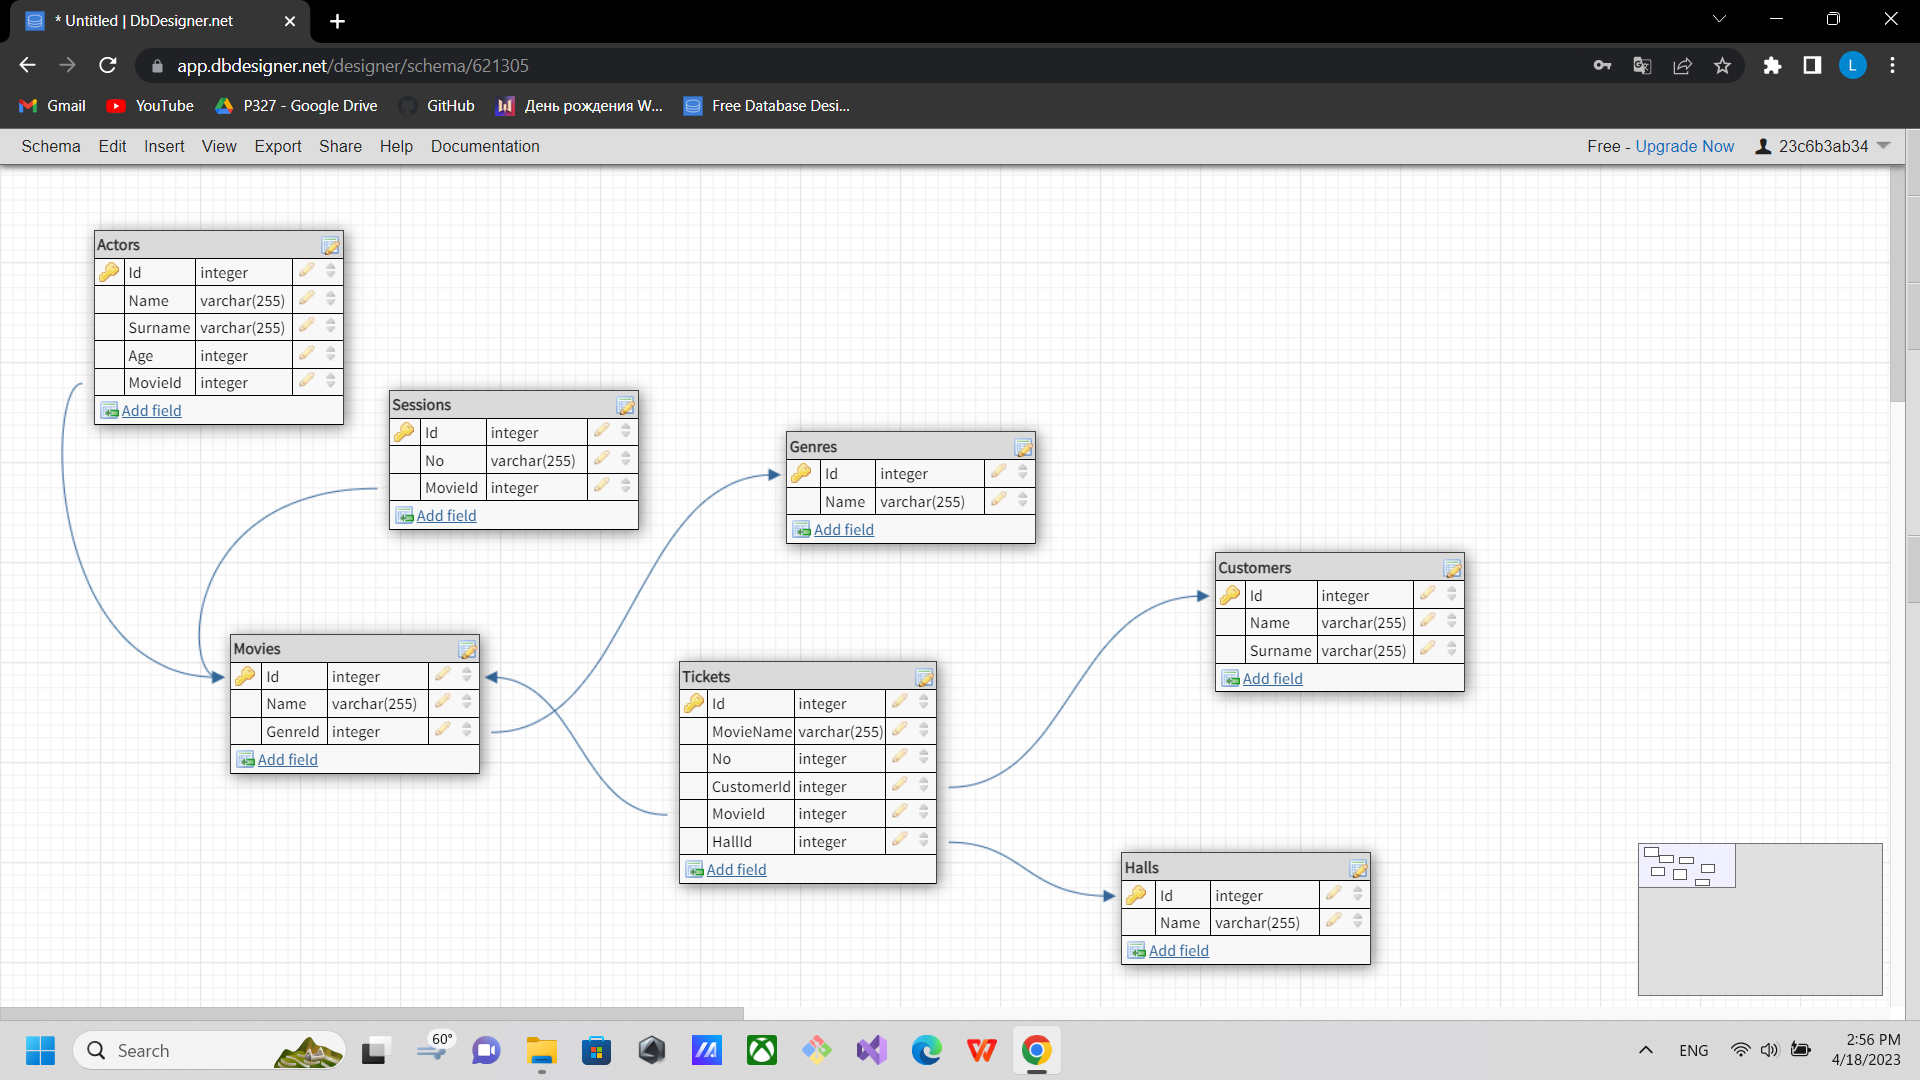 * Untitled | DbDesigner.net
app.dbdesigner.net/designer/schema/621305
L
Gmail YouTube P327 - Google Drive GitHub День рождения W... Free Database Desi...
Schema Edit Insert View Export Share Help Documentation
Free - Upgrade Now 23c6b3ab34
Actors
Id integer
Name varchar(255)
Surname varchar(255)
Age integer
MovieId integer
Add field
Sessions
Id integer
No varchar(255)
MovieId integer
Add field
Genres
Id integer
Name varchar(255)
Add field
Customers
Id integer
Name varchar(255)
Surname varchar(255)
Add field
Movies
Id integer
Name varchar(255)
GenreId integer
Add field
Tickets
Id integer
MovieName varchar(255)
No integer
CustomerId integer
MovieId integer
HallId integer
Add field
Halls
Id integer
Name varchar(255)
Add field
Search
60°
ENG
2:56 PM
4/18/2023